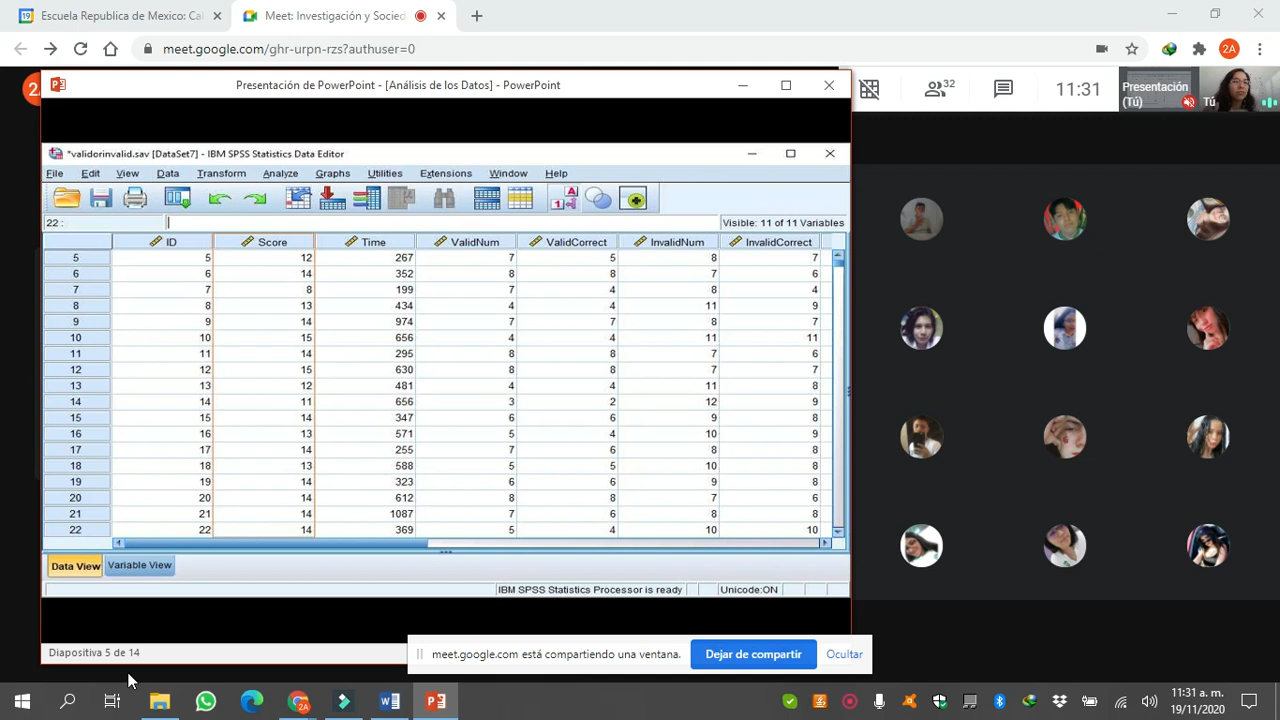 Escuela Republica de Mexico: Cal
Meet: Investigación y Socied
meet.google.com/ghr-urpn-rzs?authuser=0
2A
Presentación de PowerPoint - [Análisis de los Datos] - PowerPoint
32
11:31
Presentación (Tú)
Tú
*validorinvalid.sav [DataSet7] - IBM SPSS Statistics Data Editor
File Edit View Data Transform Analyze Graphs Utilities Extensions Window Help
22 : Visible: 11 of 11 Variables
ID Score Time ValidNum ValidCorrect InvalidNum InvalidCorrect
5 5 12 267 7 5 8 7
6 6 14 352 8 8 7 6
7 7 8 199 7 4 8 4
8 8 13 434 4 4 11 9
9 9 14 974 7 7 8 7
10 10 15 656 4 4 11 11
11 11 14 295 8 8 7 6
12 12 15 630 8 8 7 7
13 13 12 481 4 4 11 8
14 14 11 656 3 2 12 9
15 15 14 347 6 6 9 8
16 16 13 571 5 4 10 9
17 17 14 255 7 6 8 8
18 18 13 588 5 5 10 8
19 19 14 323 6 6 9 8
20 20 14 612 8 8 7 6
21 21 14 1087 7 6 8 8
22 22 14 369 5 4 10 10
Data View Variable View
IBM SPSS Statistics Processor is ready Unicode:ON
Diapositiva 5 de 14
meet.google.com está compartiendo una ventana. Dejar de compartir Ocultar
11:31 a. m.
19/11/2020